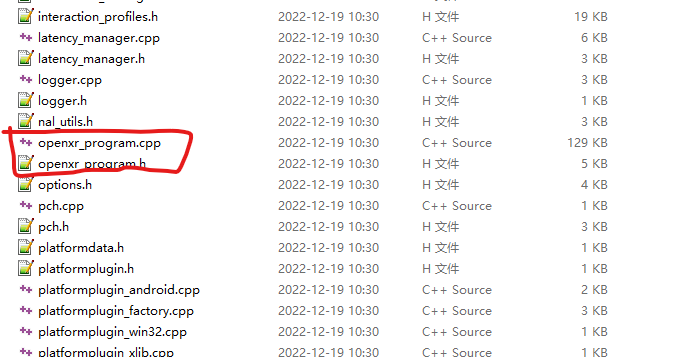 interaction_profiles.h 2022-12-19 10:30 H 文件 19 KB
latency_manager.cpp 2022-12-19 10:30 C++ Source 6 KB
latency_manager.h 2022-12-19 10:30 H 文件 3 KB
logger.cpp 2022-12-19 10:30 C++ Source 3 KB
logger.h 2022-12-19 10:30 H 文件 1 KB
nal_utils.h 2022-12-19 10:30 H 文件 3 KB
openxr_program.cpp 2022-12-19 10:30 C++ Source 129 KB
openxr_program.h 2022-12-19 10:30 H 文件 5 KB
options.h 2022-12-19 10:30 H 文件 4 KB
pch.cpp 2022-12-19 10:30 C++ Source 1 KB
pch.h 2022-12-19 10:30 H 文件 3 KB
platformdata.h 2022-12-19 10:30 H 文件 1 KB
platformplugin.h 2022-12-19 10:30 H 文件 1 KB
platformplugin_android.cpp 2022-12-19 10:30 C++ Source 2 KB
platformplugin_factory.cpp 2022-12-19 10:30 C++ Source 3 KB
platformplugin_win32.cpp 2022-12-19 10:30 C++ Source 1 KB
platformplugin_xlib.cpp 2022-12-19 10:30 C++ Source 1 KB